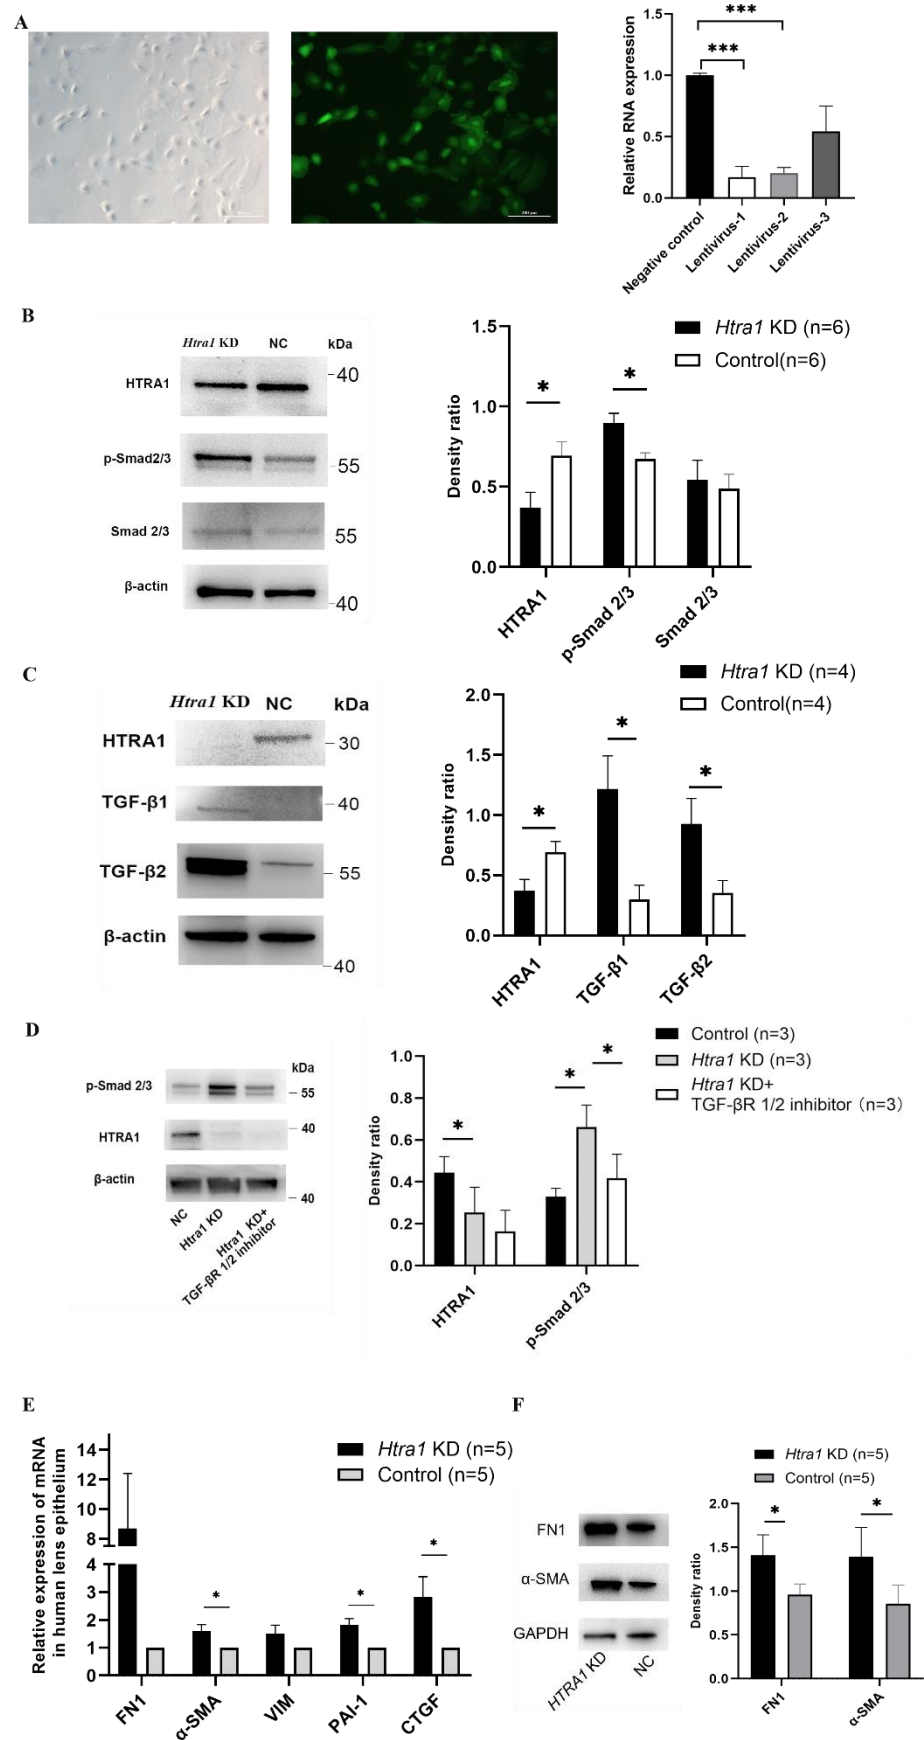 A
1.5
1.0
0.5
0.0
Relative RNA expression
***
***
Negative control
Lentivirus-1
Lentivirus-2
Lentivirus-3
B
Htra1 KD NC kDa
HTRA1
40
p-Smad2/3
55
Smad 2/3
55
β-actin
40
Htra1 KD (n=6)
Control(n=6)
Density ratio
1.5
1.0
0.5
0.0
* *
HTRA1
p-Smad 2/3
Smad 2/3
C
Htra1 KD NC kDa
HTRA1
30
TGF-β1
40
TGF-β2
55
β-actin
40
Htra1 KD (n=4)
Control(n=4)
Density ratio
2.0
1.5
1.0
0.5
0.0
* * *
HTRA1
TGF-β1
TGF-β2
D
kDa
p-Smad 2/3
55
HTRA1
40
β-actin
40
NC
Htra1 KD
Htra1 KD+
TGF-βR 1/2 inhibitor
Control (n=3)
Htra1 KD (n=3)
Htra1 KD+
TGF-βR 1/2 inhibitor (n=3)
Density ratio
1.0
0.8
0.6
0.4
0.2
0.0
* * *
HTRA1
p-Smad 2/3
E
Relative expression of mRNA
in human lens epithelium
14
12
10
8
4
3
2
1
0
Htra1 KD (n=5)
Control (n=5)
* * *
FN1
α-SMA
VIM
PAI-1
CTGF
F
FN1
α-SMA
GAPDH
HTRA1 KD
NC
Htra1 KD (n=5)
Control (n=5)
Density ratio
2.0
1.5
1.0
0.5
0.0
* *
FN1
α-SMA